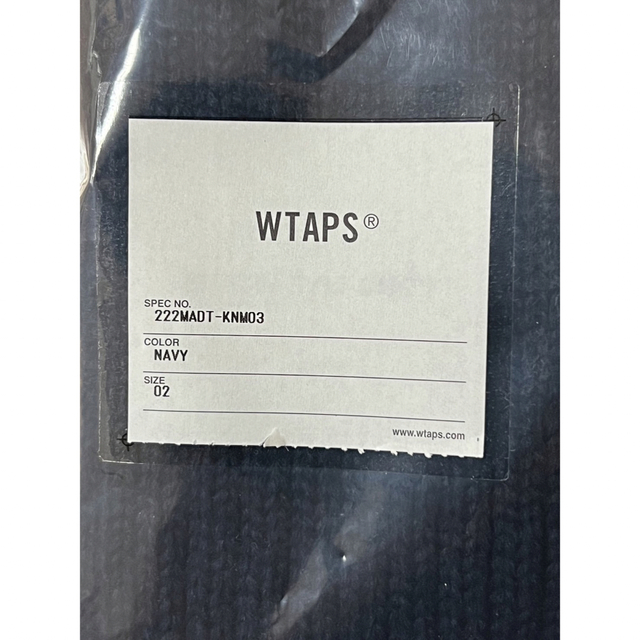 WTAPS®
SPEC NO.
222MADT-KNM03
COLOR
NAVY
SIZE
02
www.wtaps.com